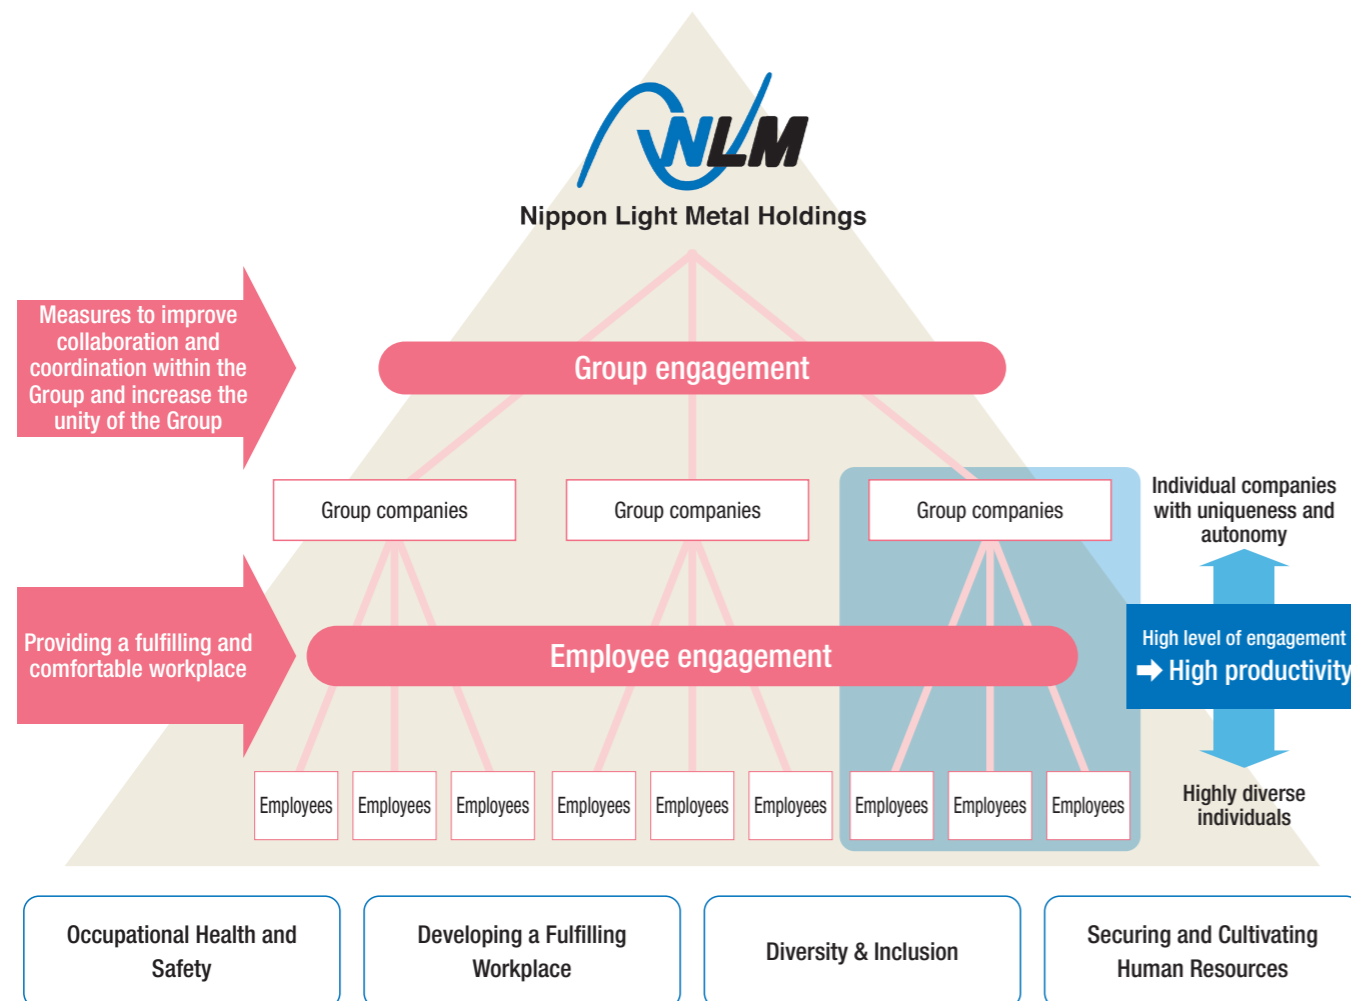 NLM
Nippon Light Metal Holdings
Measures to improve
collaboration and
coordination within the
Group and increase the
unity of the Group
Group engagement
Group companies
Group companies
Group companies
Individual companies
with uniqueness and
autonomy
Providing a fulfilling and
comfortable workplace
Employee engagement
High level of engagement
➡ High productivity
Employees
Employees
Employees
Employees
Employees
Employees
Employees
Employees
Employees
Highly diverse
individuals
Occupational Health and
Safety
Developing a Fulfilling
Workplace
Diversity & Inclusion
Securing and Cultivating
Human Resources